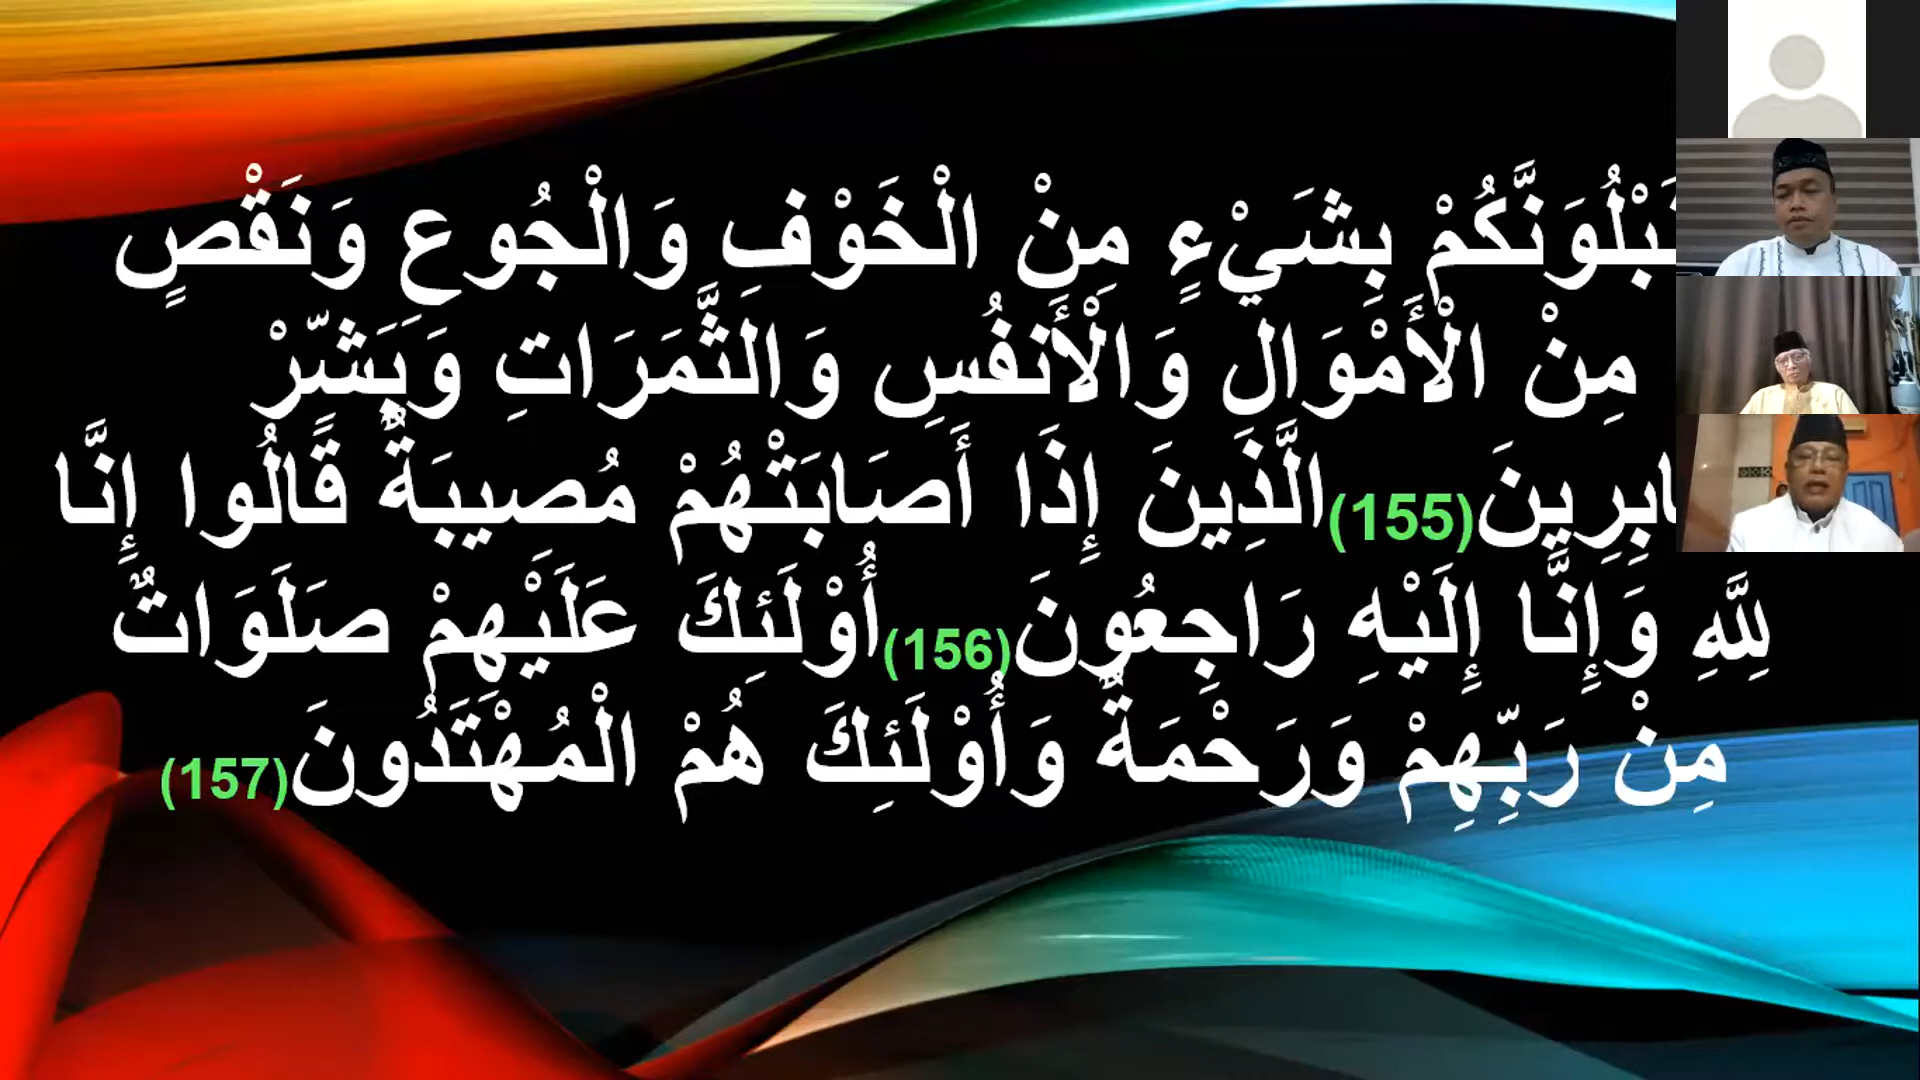 بْلُوَنَّكُمْ بِشَيْءٍ مِنْ الْخَوْفِ وَالْجُوعِ وَنَقْصٍ
مِنْ الْأَمْوَالِ وَالْأَنفُسِ وَالثَّمَرَاتِ وَبَشِّرْ
ابِرِينَ(155)الَّذِينَ إِذَا أَصَابَتْهُمْ مُصِيبَةٌ قَالُوا إِنَّا
لِلَّهِ وَإِنَّا إِلَيْهِ رَاجِعُونَ(156)أُوْلَئِكَ عَلَيْهِمْ صَلَوَاتٌ
مِنْ رَبِّهِمْ وَرَحْمَةٌ وَأُوْلَئِكَ هُمْ الْمُهْتَدُونَ(157)